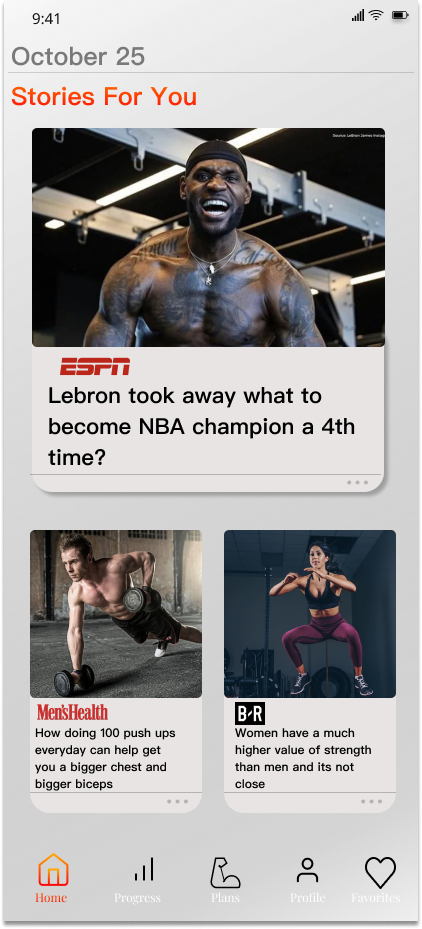 9:41
October 25
Stories For You
Source: LeBron James Instag
ESPN
Lebron took away what to
become NBA champion a 4th
time?
Men'sHealth
How doing 100 push ups
everyday can help get
you a bigger chest and
bigger biceps
B/R
Women have a much
higher value of strength
than men and its not
close
Home Progress Plans Profile Favorites